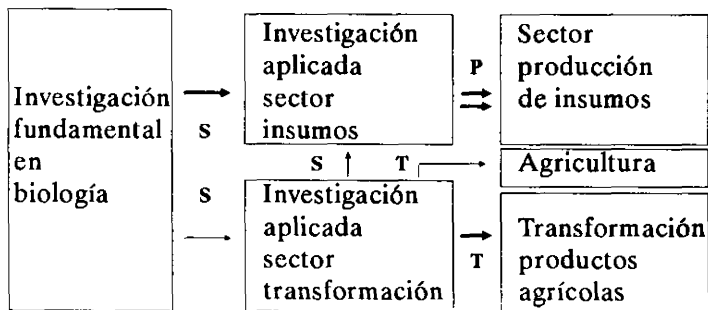 Investigación
fundamental
en
biología
S
S
Investigación
aplicada
sector
insumos
P
Sector
producción
de insumos
S
T
Agricultura
Investigación
aplicada
sector
transformación
T
Transformación
productos
agrícolas